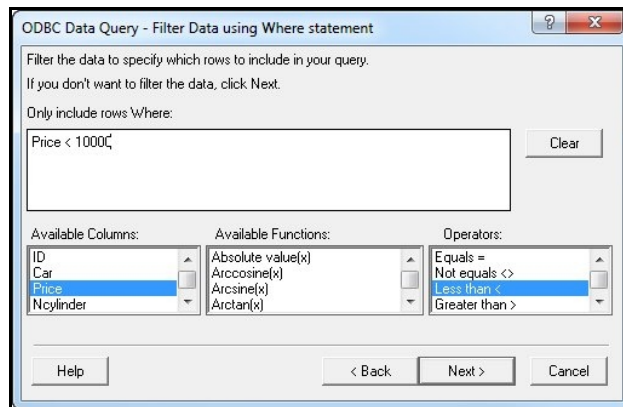 ODBC Data Query - Filter Data using Where statement
Filter the data to specify which rows to include in your query.
If you don't want to filter the data, click Next.
Only include rows Where:
Price < 10000
Clear
Available Columns:
Available Functions:
Operators:
ID
Car
Price
Ncylinder
Absolute value(x)
Arccosine(x)
Arcsine(x)
Arctan(x)
Equals =
Not equals <>
Less than <
Greater than >
Help
< Back
Next >
Cancel